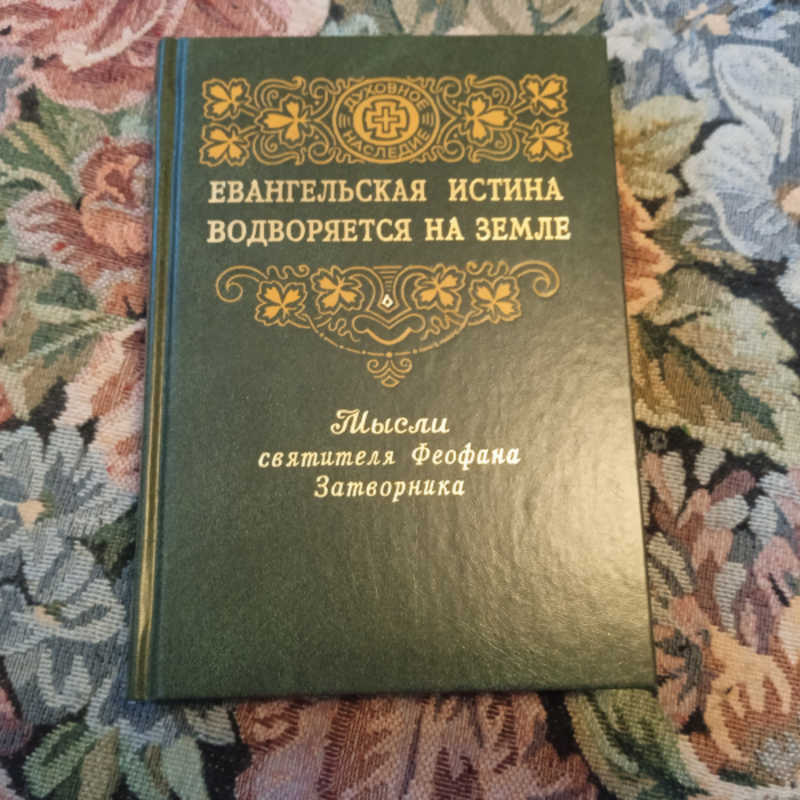 ДУХОВНОЕ
НАСЛЕДИЕ
ЕВАНГЕЛЬСКАЯ ИСТИНА
ВОДВОРЯЕТСЯ НА ЗЕМЛЕ
Мысли
святителя Феофана
Затворника